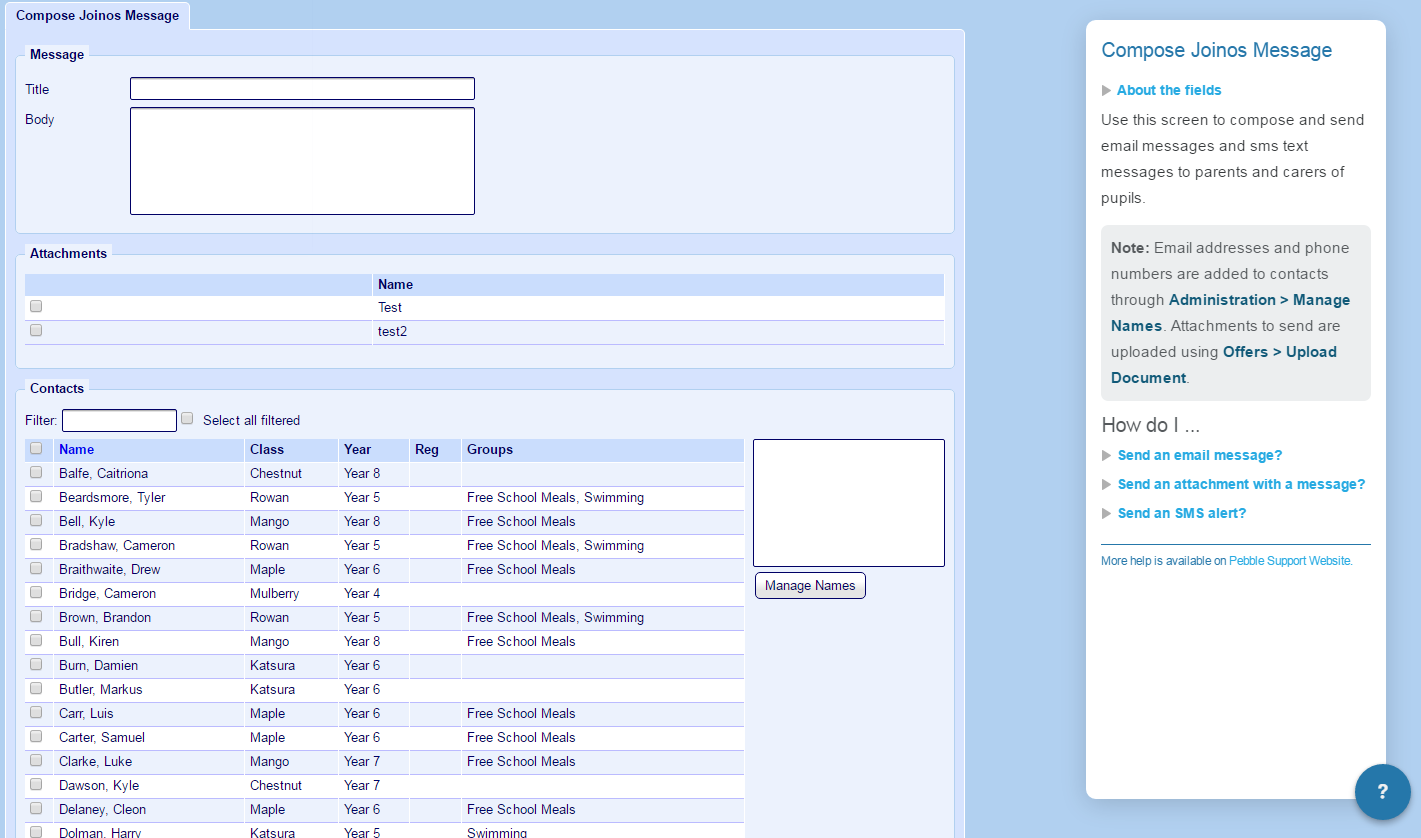 Compose Joinos Message
Message
Title
Body
Attachments
Name
Test
test2
Contacts
Filter: Select all filtered
Name Class Year Reg Groups
Balfe, Caitriona Chestnut Year 8
Beardsmore, Tyler Rowan Year 5 Free School Meals, Swimming
Bell, Kyle Mango Year 8 Free School Meals
Bradshaw, Cameron Rowan Year 5 Free School Meals, Swimming
Braithwaite, Drew Maple Year 6 Free School Meals
Bridge, Cameron Mulberry Year 4
Brown, Brandon Rowan Year 5 Free School Meals, Swimming
Bull, Kiren Mango Year 8 Free School Meals
Burn, Damien Katsura Year 6
Butler, Markus Katsura Year 6
Carr, Luis Maple Year 6 Free School Meals
Carter, Samuel Maple Year 6 Free School Meals
Clarke, Luke Mango Year 7 Free School Meals
Dawson, Kyle Chestnut Year 7
Delaney, Cleon Maple Year 6 Free School Meals
Dolman, Harry Katsura Year 5 Swimming
Manage Names
Compose Joinos Message
About the fields
Use this screen to compose and send
email messages and sms text
messages to parents and carers of
pupils.
Note: Email addresses and phone
numbers are added to contacts
through Administration > Manage
Names. Attachments to send are
uploaded using Offers > Upload
Document.
How do I ...
Send an email message?
Send an attachment with a message?
Send an SMS alert?
More help is available on Pebble Support Website.
?